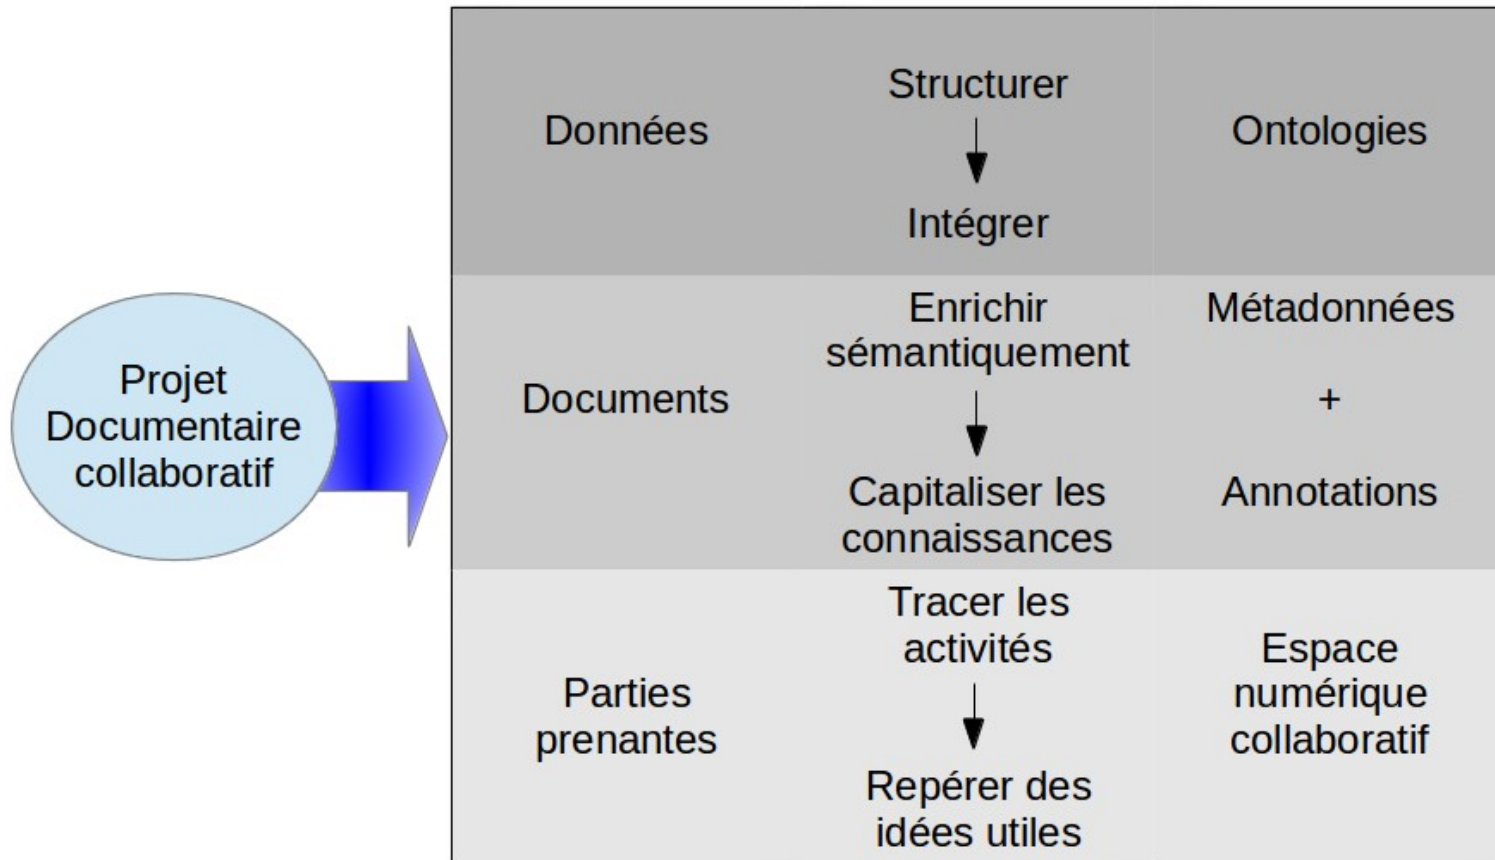 Projet
Documentaire
collaboratif
Données
Structurer
Intégrer
Ontologies
Documents
Enrichir
sémantiquement
Capitaliser les
connaissances
Métadonnées
+
Annotations
Parties
prenantes
Tracer les
activités
Repérer des
idées utiles
Espace
numérique
collaboratif